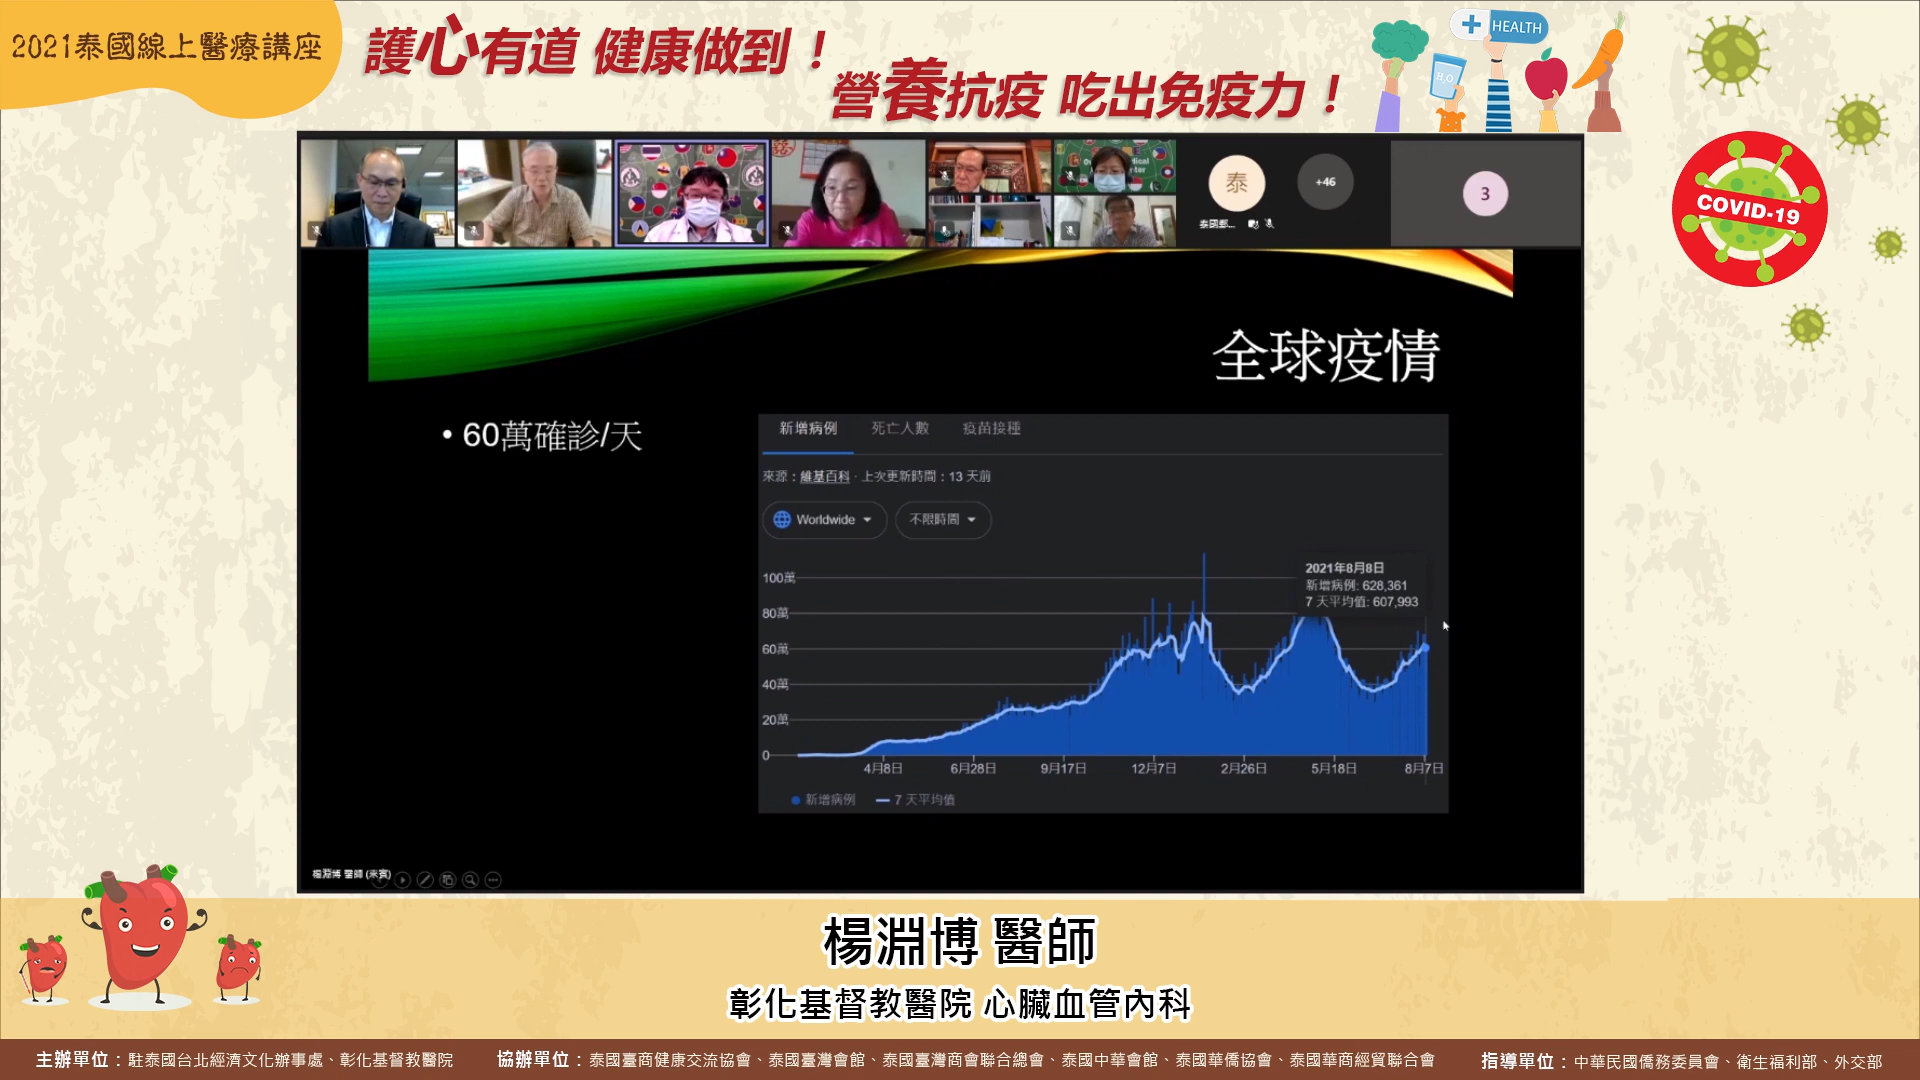 2021泰國線上醫療講座
護心有道 健康做到！
營養抗疫 吃出免疫力！
HEALTH
H₂O
COVID-19
泰
+46
3
泰國彰...
全球疫情
• 60萬確診/天
新增病例 死亡人數 疫苗接種
來源：維基百科 · 上次更新時間：13 天前
Worldwide 不限時間
2021年8月8日
新增病例: 628,361
7 天平均值: 607,993
100萬
80萬
60萬
40萬
20萬
0
4月8日 6月28日 9月17日 12月7日 2月26日 5月18日 8月7日
新增病例 7 天平均值
楊淵博 醫師 (來賓)
楊淵博 醫師
彰化基督教醫院 心臟血管內科
主辦單位：駐泰國台北經濟文化辦事處、彰化基督教醫院
協辦單位：泰國臺商健康交流協會、泰國臺灣會館、泰國臺灣商會聯合總會、泰國中華會館、泰國華僑協會、泰國華商經貿聯合會
指導單位：中華民國僑務委員會、衛生福利部、外交部